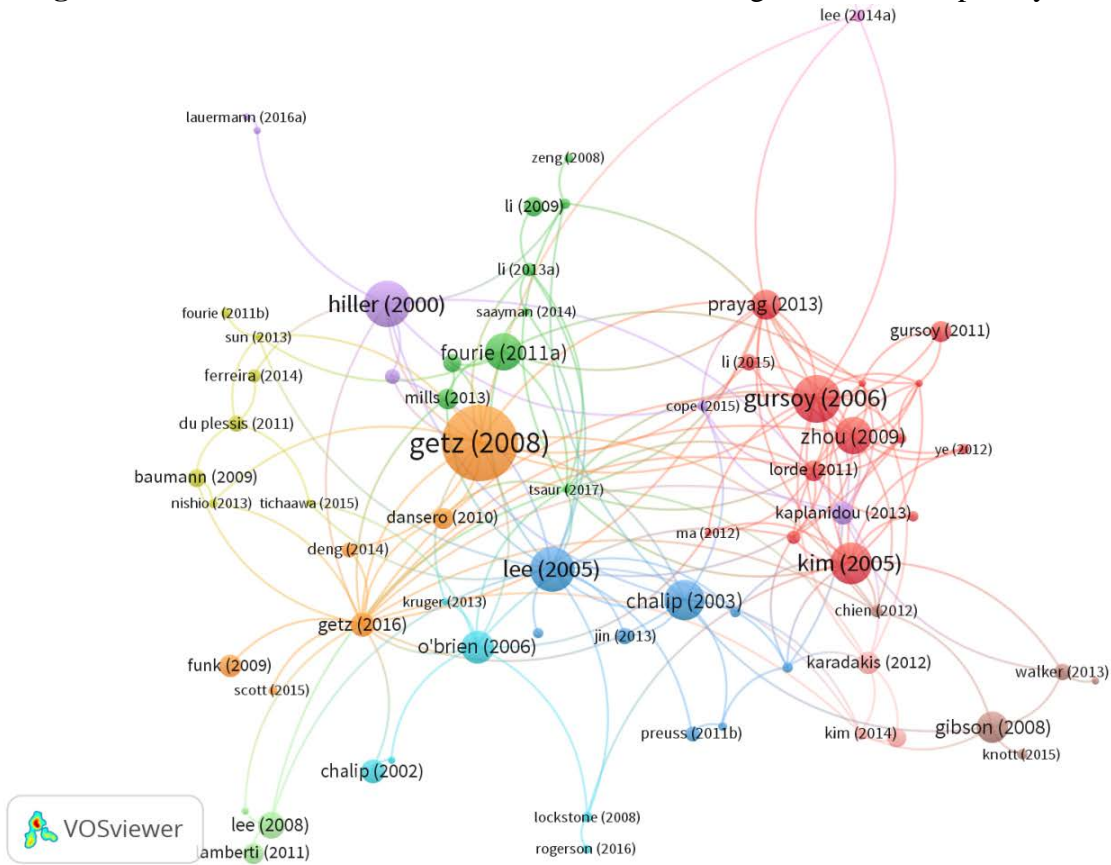 lee (2014a)
lauermann (2016a)
zeng (2008)
li (2009)
li (2013a)
hiller (2000)
prayag (2013)
fourie (2011b)
saayman (2014)
gursoy (2011)
sun (2013)
fourie (2011a)
li (2015)
ferreira (2014)
mills (2013)
gursoy (2006)
cope (2015)
du plessis (2011)
getz (2008)
zhou (2009)
ye (2012)
baumann (2009)
lorde (2011)
tsaur (2017)
nishio (2013)
tichaawa (2015)
dansero (2010)
kaplanidou (2013)
ma (2012)
deng (2014)
lee (2005)
kim (2005)
kruger (2013)
chalip (2003)
chien (2012)
getz (2016)
o'brien (2006)
jin (2013)
funk (2009)
karadakis (2012)
walker (2013)
scott (2015)
preuss (2011b)
kim (2014)
gibson (2008)
knott (2015)
chalip (2002)
lockstone (2008)
VOSviewer
lee (2008)
rogerson (2016)
amberti (2011)